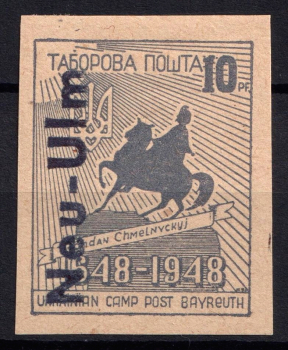 ТАБОРОВА ПОШТА
10 PF.
Neu-Ulm
Bohdan Chmelnyckyj
1648-1948
UKRAINIAN CAMP POST BAYREUTH